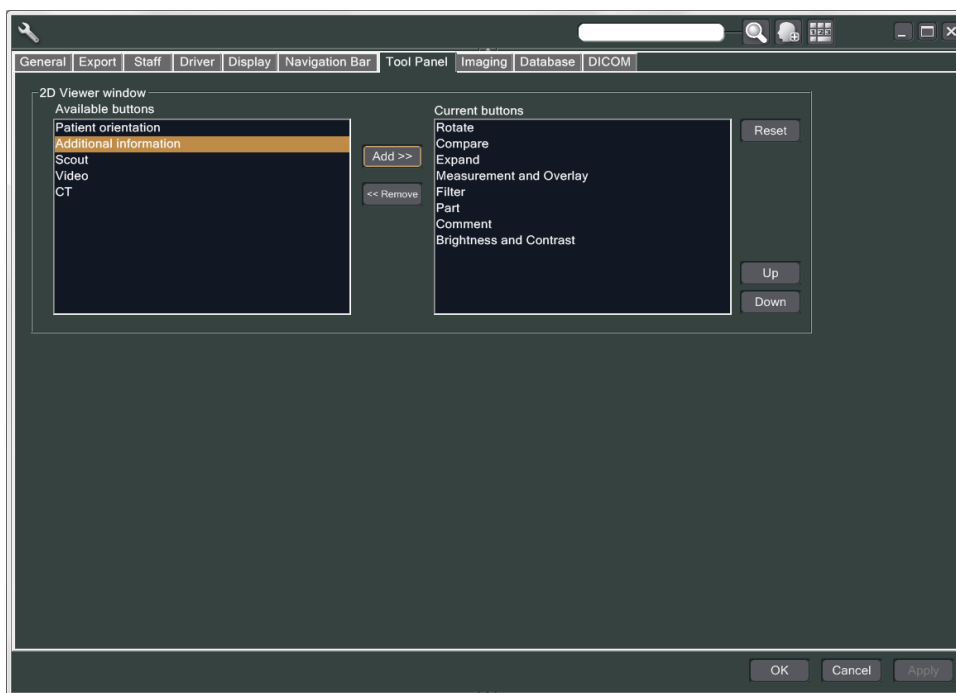 General Export Staff Driver Display Navigation Bar Tool Panel Imaging Database DICOM
2D Viewer window
Available buttons
Patient orientation
Additional information
Scout
Video
CT
Add >>
<< Remove
Current buttons
Rotate
Compare
Expand
Measurement and Overlay
Filter
Part
Comment
Brightness and Contrast
Reset
Up
Down
OK Cancel Apply